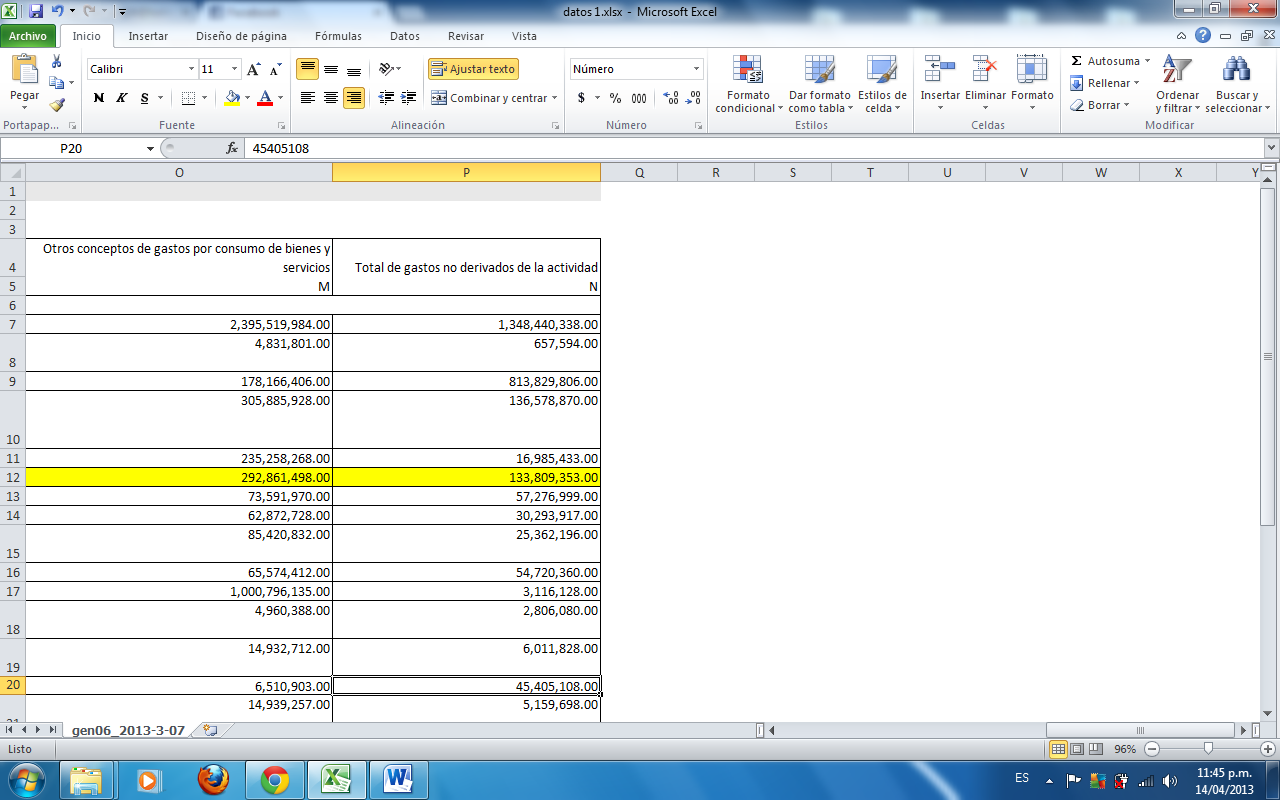 datos 1.xlsx - Microsoft Excel
Archivo Inicio Insertar Diseño de página Fórmulas Datos Revisar Vista
Pegar
Calibri 11
N K S
A A
A
Ajustar texto
Combinar y centrar
Número
$ % 000
Formato condicional
Dar formato como tabla
Estilos de celda
Insertar Eliminar Formato
Σ Autosuma
Rellenar
Borrar
Ordenar y filtrar
Buscar y seleccionar
Portapap... Fuente Alineación Número Estilos Celdas Modificar
P20 fx 45405108
O P Q R S T U V W X Y
1
2
3
Otros conceptos de gastos por consumo de bienes y
4 servicios Total de gastos no derivados de la actividad
5 M N
6
7 2,395,519,984.00 1,348,440,338.00
8 4,831,801.00 657,594.00
9 178,166,406.00 813,829,806.00
10 305,885,928.00 136,578,870.00
11 235,258,268.00 16,985,433.00
12 292,861,498.00 133,809,353.00
13 73,591,970.00 57,276,999.00
14 62,872,728.00 30,293,917.00
15 85,420,832.00 25,362,196.00
16 65,574,412.00 54,720,360.00
17 1,000,796,135.00 3,116,128.00
18 4,960,388.00 2,806,080.00
19 14,932,712.00 6,011,828.00
20 6,510,903.00 45,405,108.00
21 14,939,257.00 5,159,698.00
gen06_2013-3-07
Listo 96%
ES 11:45 p.m.
14/04/2013